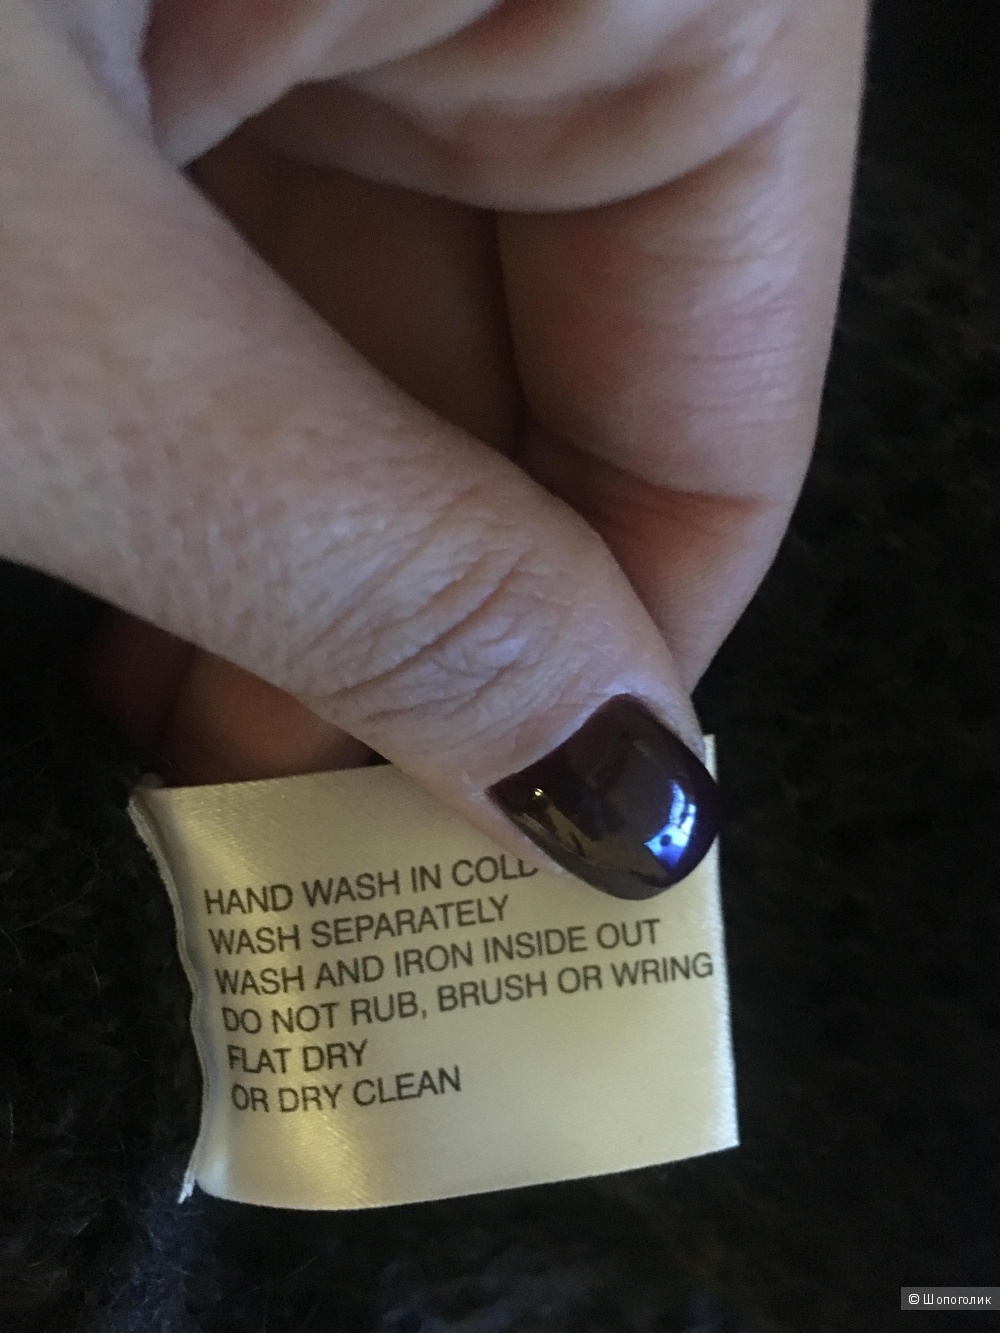 HAND WASH IN COLD
WASH SEPARATELY
WASH AND IRON INSIDE OUT
DO NOT RUB, BRUSH OR WRING
FLAT DRY
OR DRY CLEAN
© Шопоголик